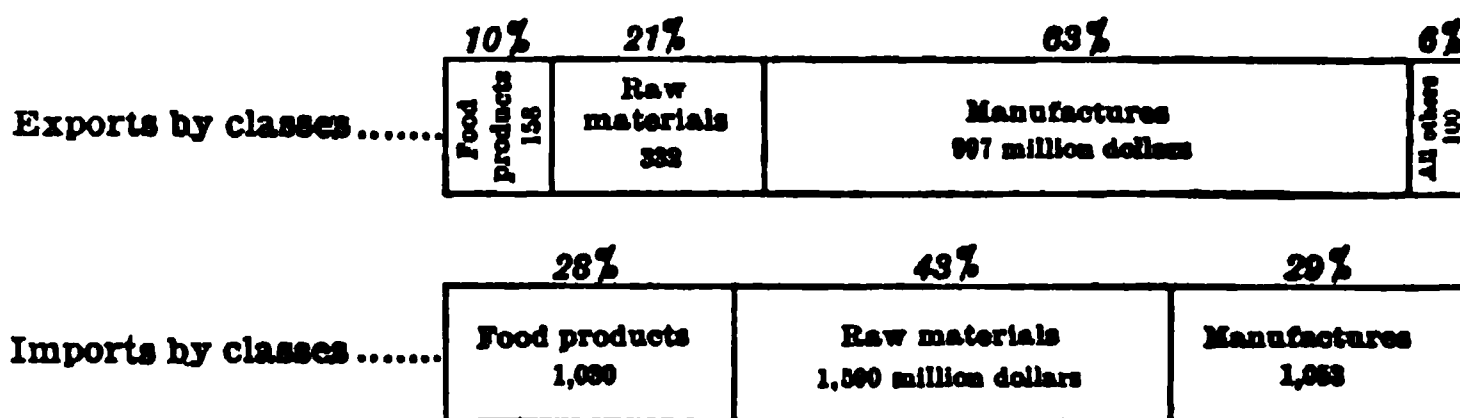 10% 21% 63% 6%
Exports by classes.......
Food products 158
Raw materials
332
Manufactures
997 million dollars
All others 100
28% 43% 29%
Imports by classes.......
Food products
1,030
Raw materials
1,590 million dollars
Manufactures
1,053